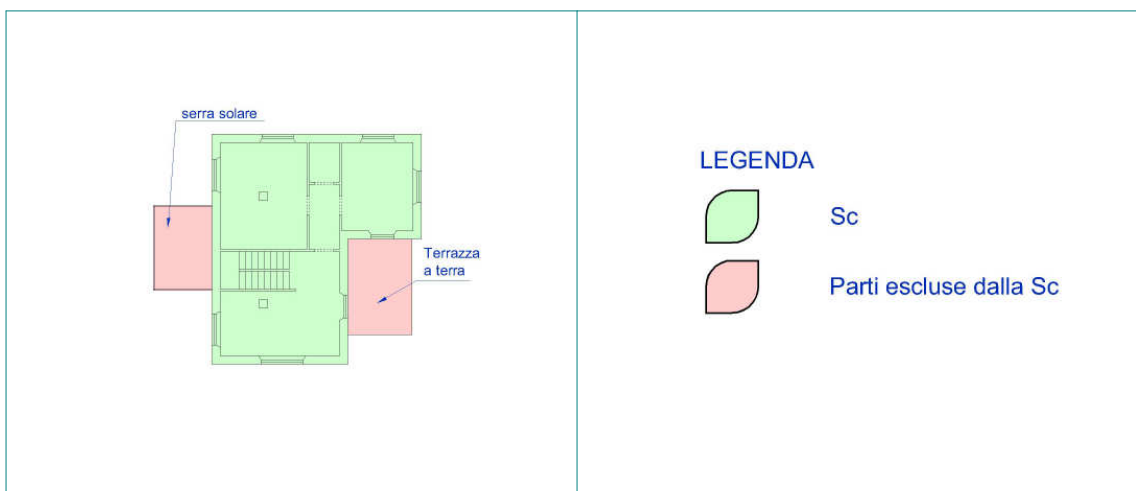 serra solare
Terrazza
a terra
LEGENDA
Sc
Parti escluse dalla Sc